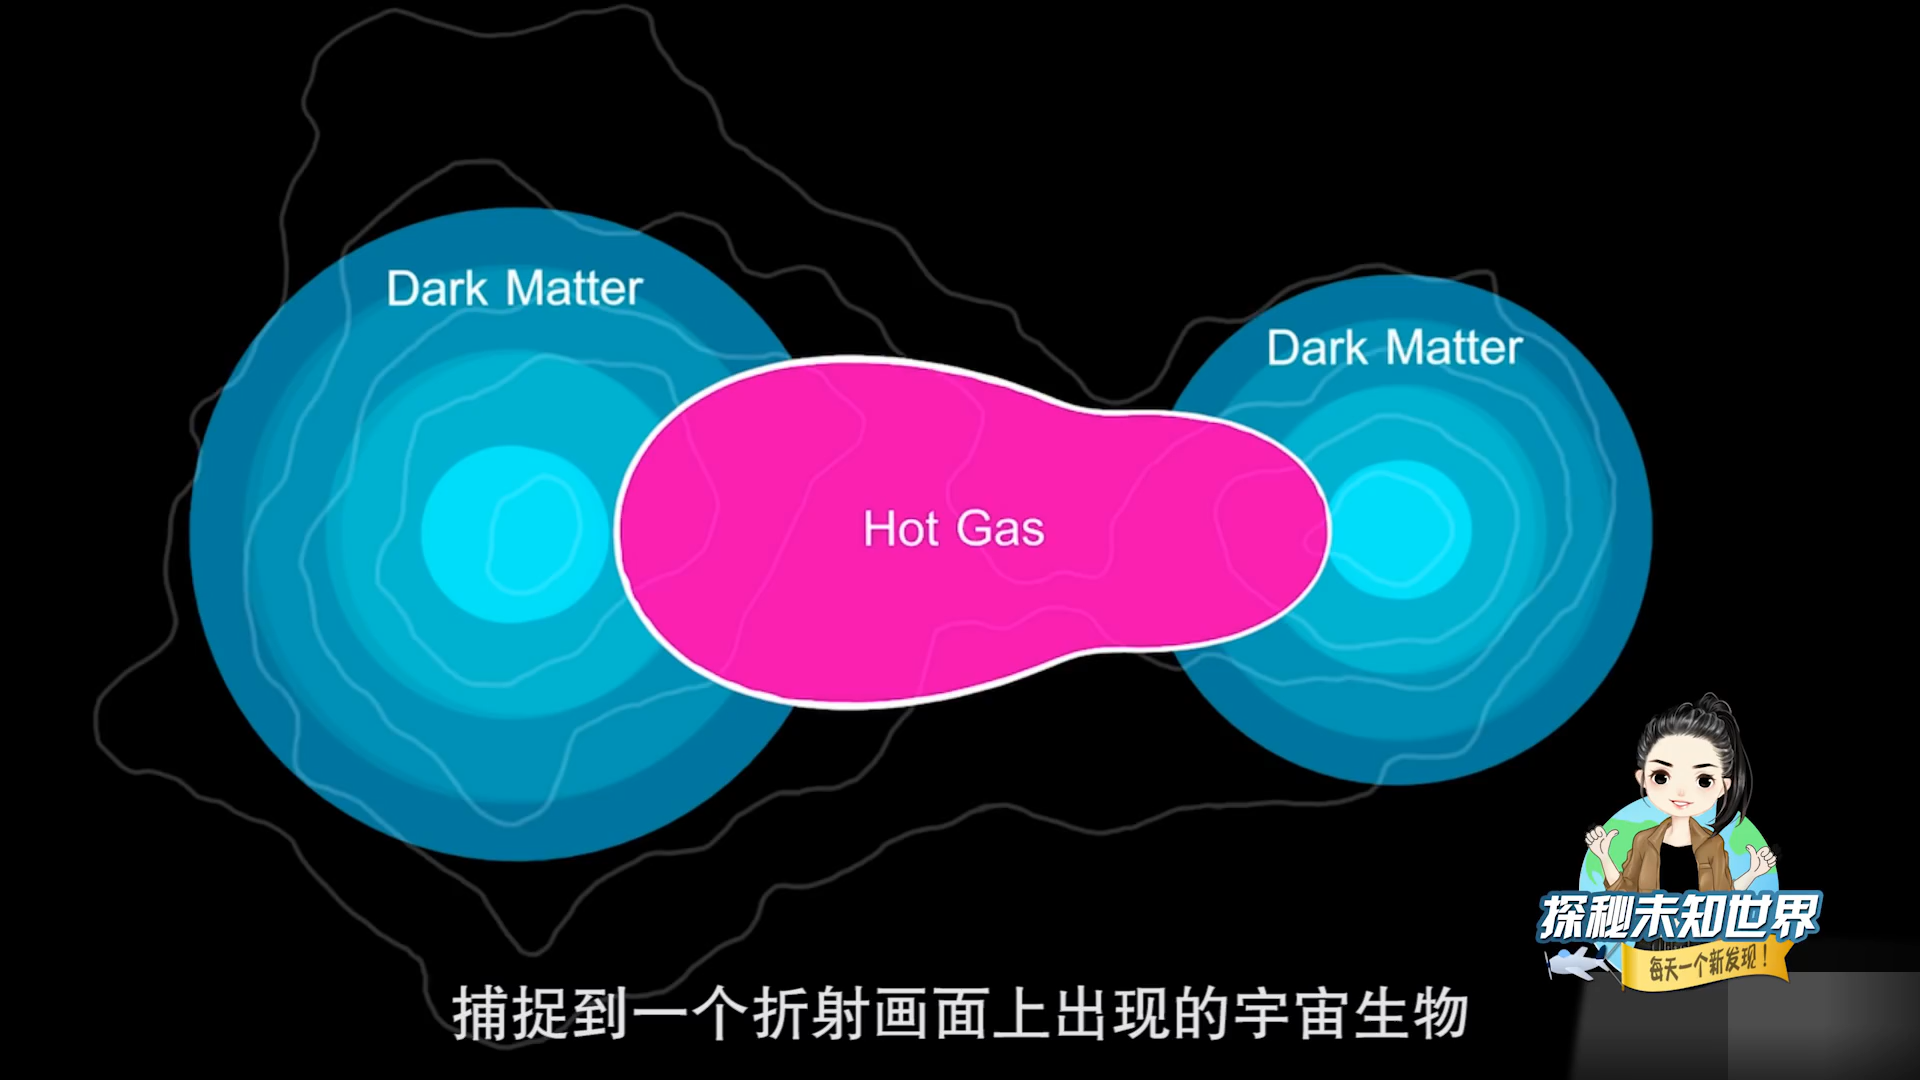 Dark Matter
Dark Matter
Hot Gas
探秘未知世界
每天一个新发现！
捕捉到一个折射画面上出现的宇宙生物